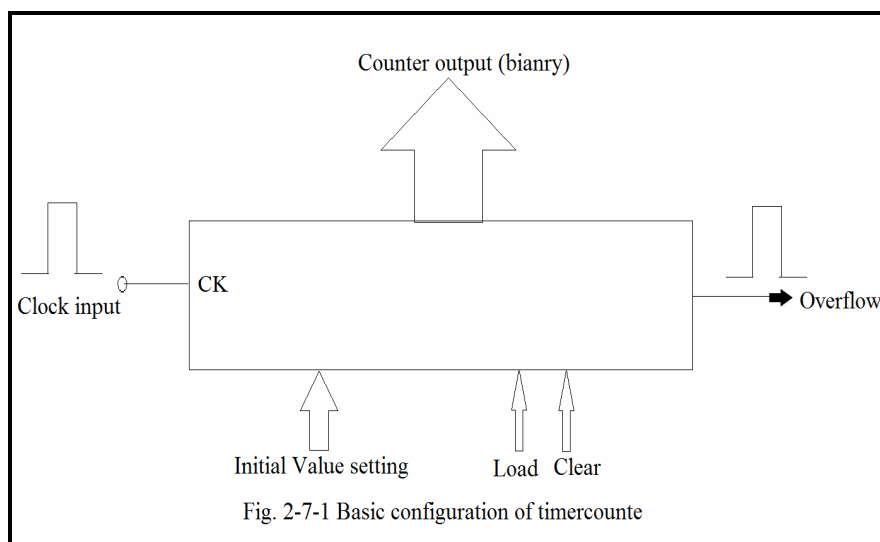 Counter output (bianry)
CK
Clock input
Overflow
Initial Value setting
Load
Clear
Fig. 2-7-1 Basic configuration of timercounte